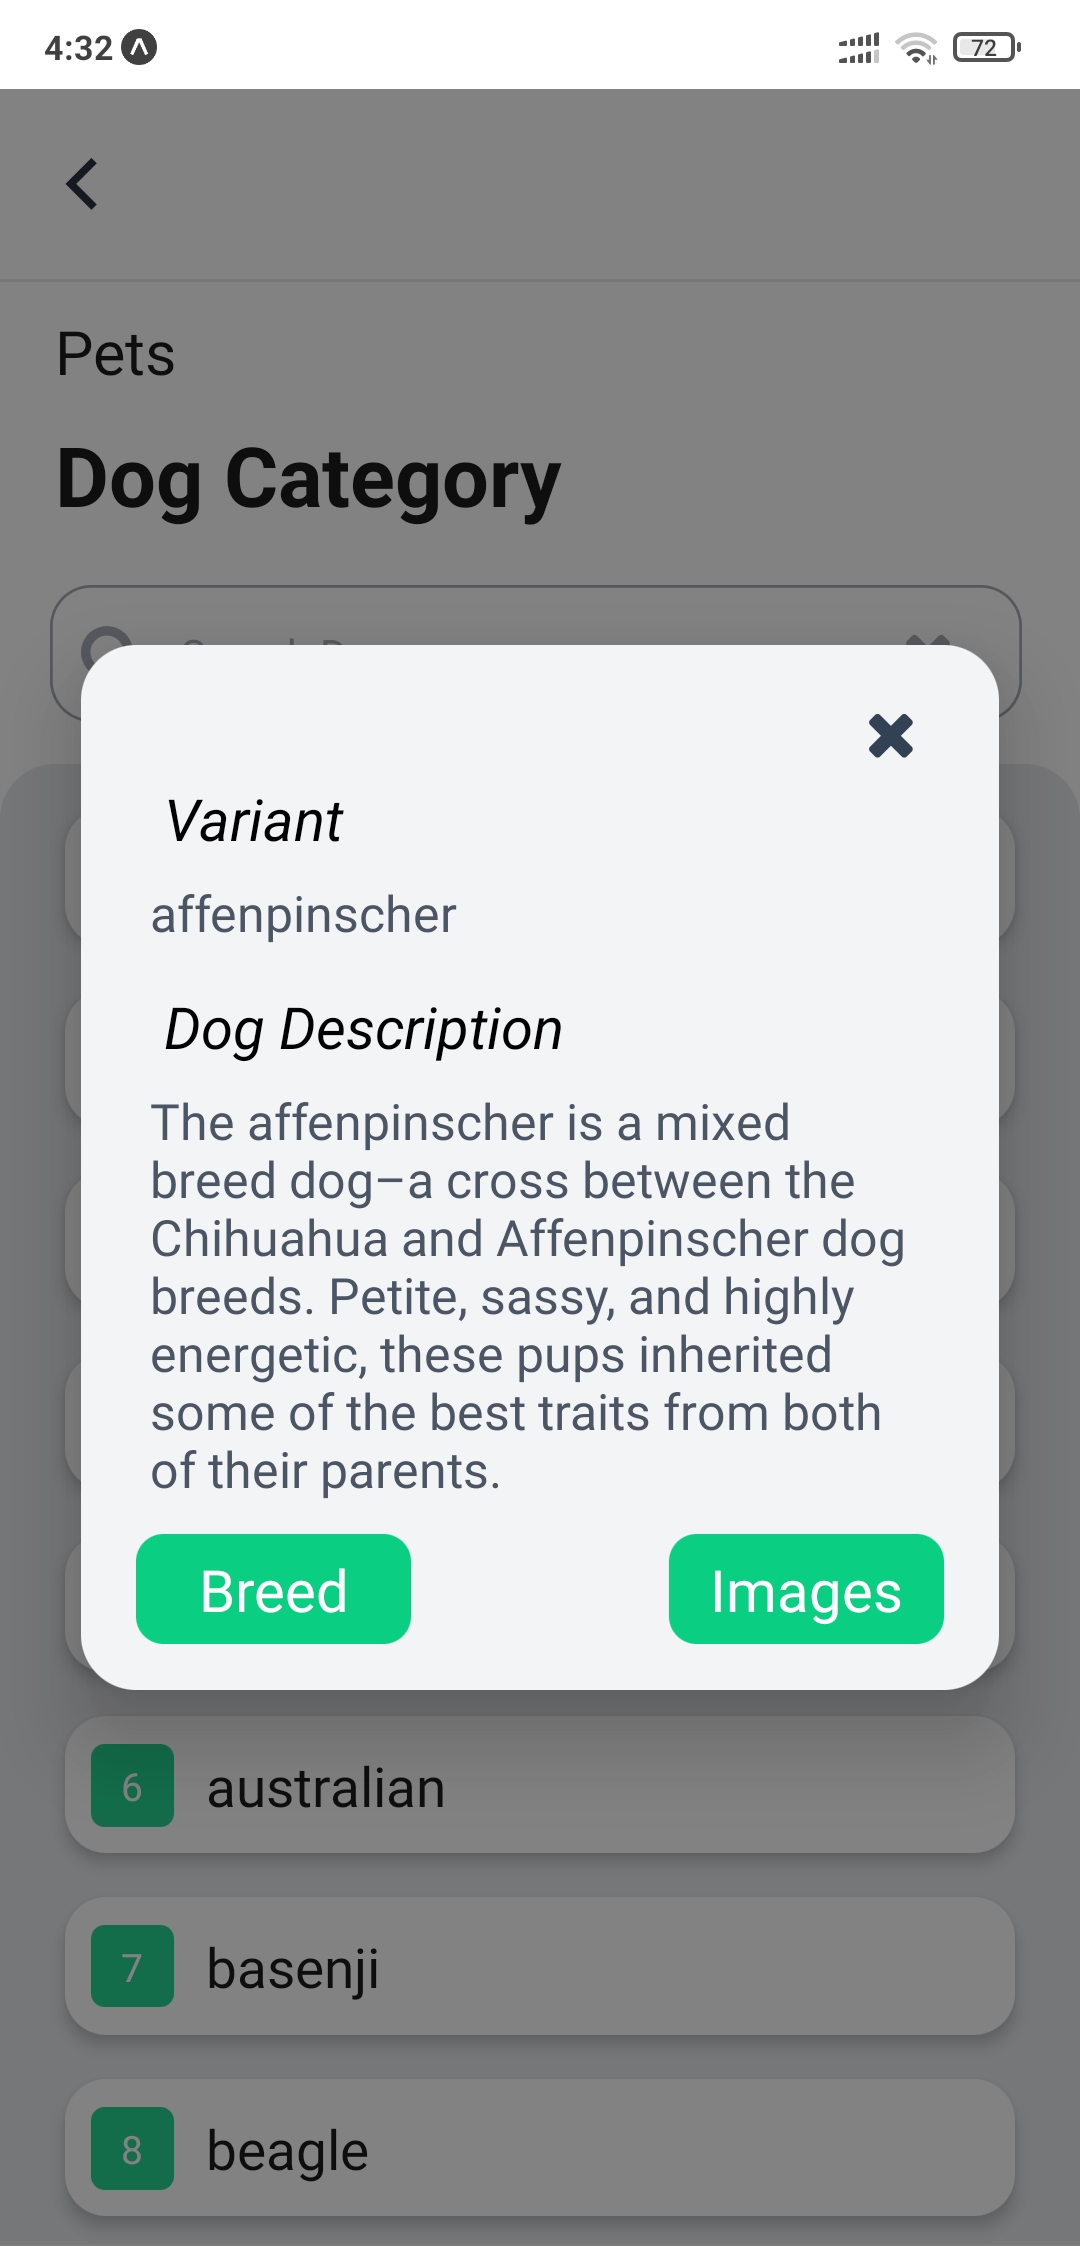 4:32
72
Pets
Dog Category
Variant
affenpinscher
Dog Description
The affenpinscher is a mixed
breed dog–a cross between the
Chihuahua and Affenpinscher dog
breeds. Petite, sassy, and highly
energetic, these pups inherited
some of the best traits from both
of their parents.
Breed Images
6 australian
7 basenji
8 beagle